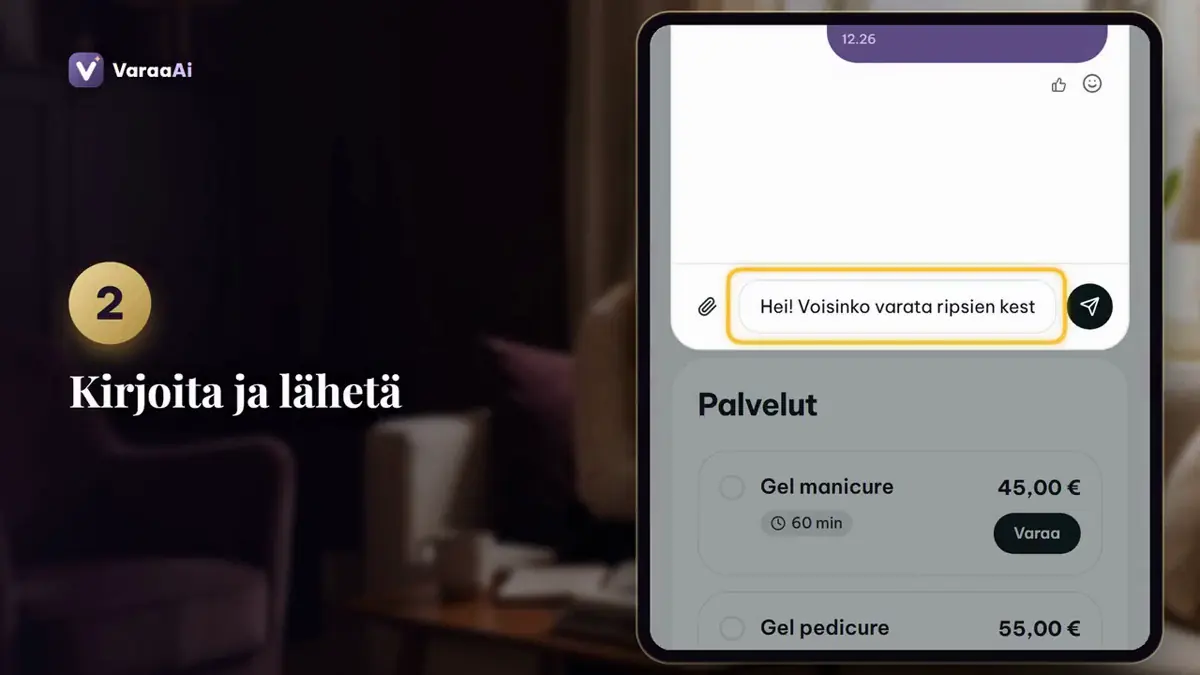 VaraaAi
2
Kirjoita ja lähetä
12.26
Hei! Voisinko varata ripsien kest
Palvelut
Gel manicure
45,00 €
60 min
Varaa
Gel pedicure
55,00 €